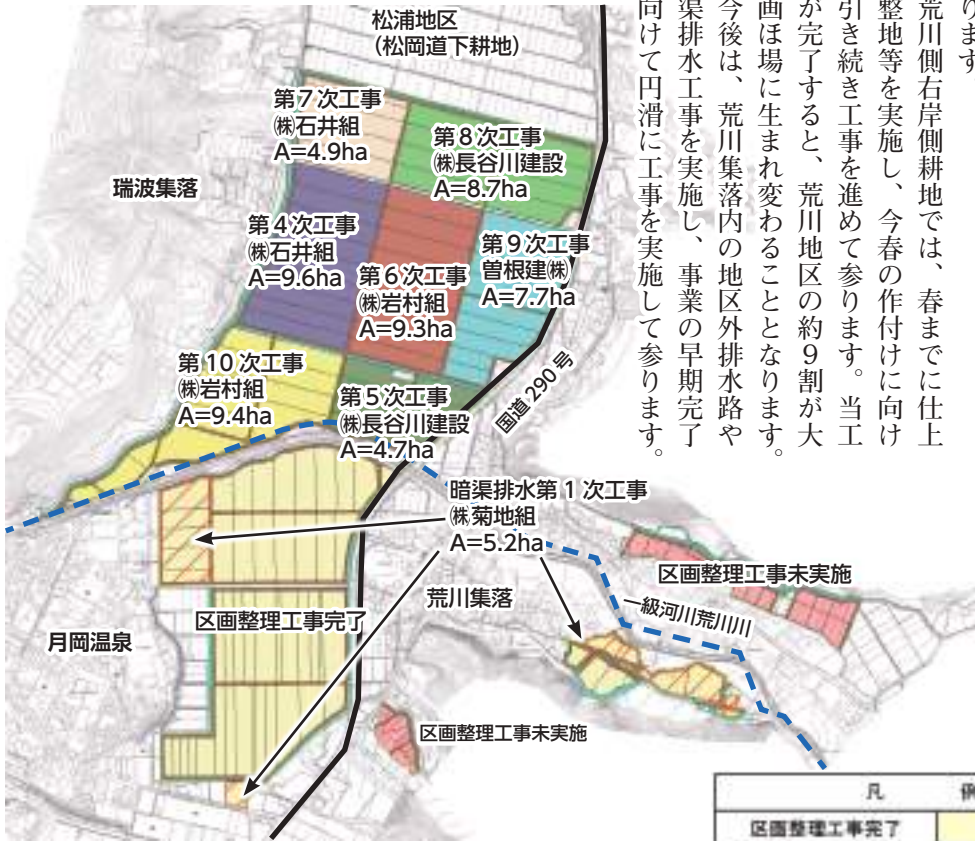 ります。
荒川側右岸側耕地では、春までに仕上
整地等を実施し、今春の作付けに向け
引き続き工事を進めて参ります。当工
が完了すると、荒川地区の約９割が大
画ほ場に生まれ変わることとなります。
今後は、荒川集落内の地区外排水路や
渠排水工事を実施し、事業の早期完了
向けて円滑に工事を実施して参ります。
松浦地区
（松岡道下耕地）
第７次工事
㈱石井組
A=4.9ha
第８次工事
㈱長谷川建設
A=8.7ha
瑞波集落
第４次工事
㈱石井組
A=9.6ha
第６次工事
㈱岩村組
A=9.3ha
第９次工事
曽根建㈱
A=7.7ha
第10次工事
㈱岩村組
A=9.4ha
第５次工事
㈱長谷川建設
A=4.7ha
国道290号
暗渠排水第１次工事
㈱菊地組
A=5.2ha
区画整理工事未実施
荒川集落
一級河川荒川川
区画整理工事完了
月岡温泉
区画整理工事未実施
凡 例
区画整理工事完了